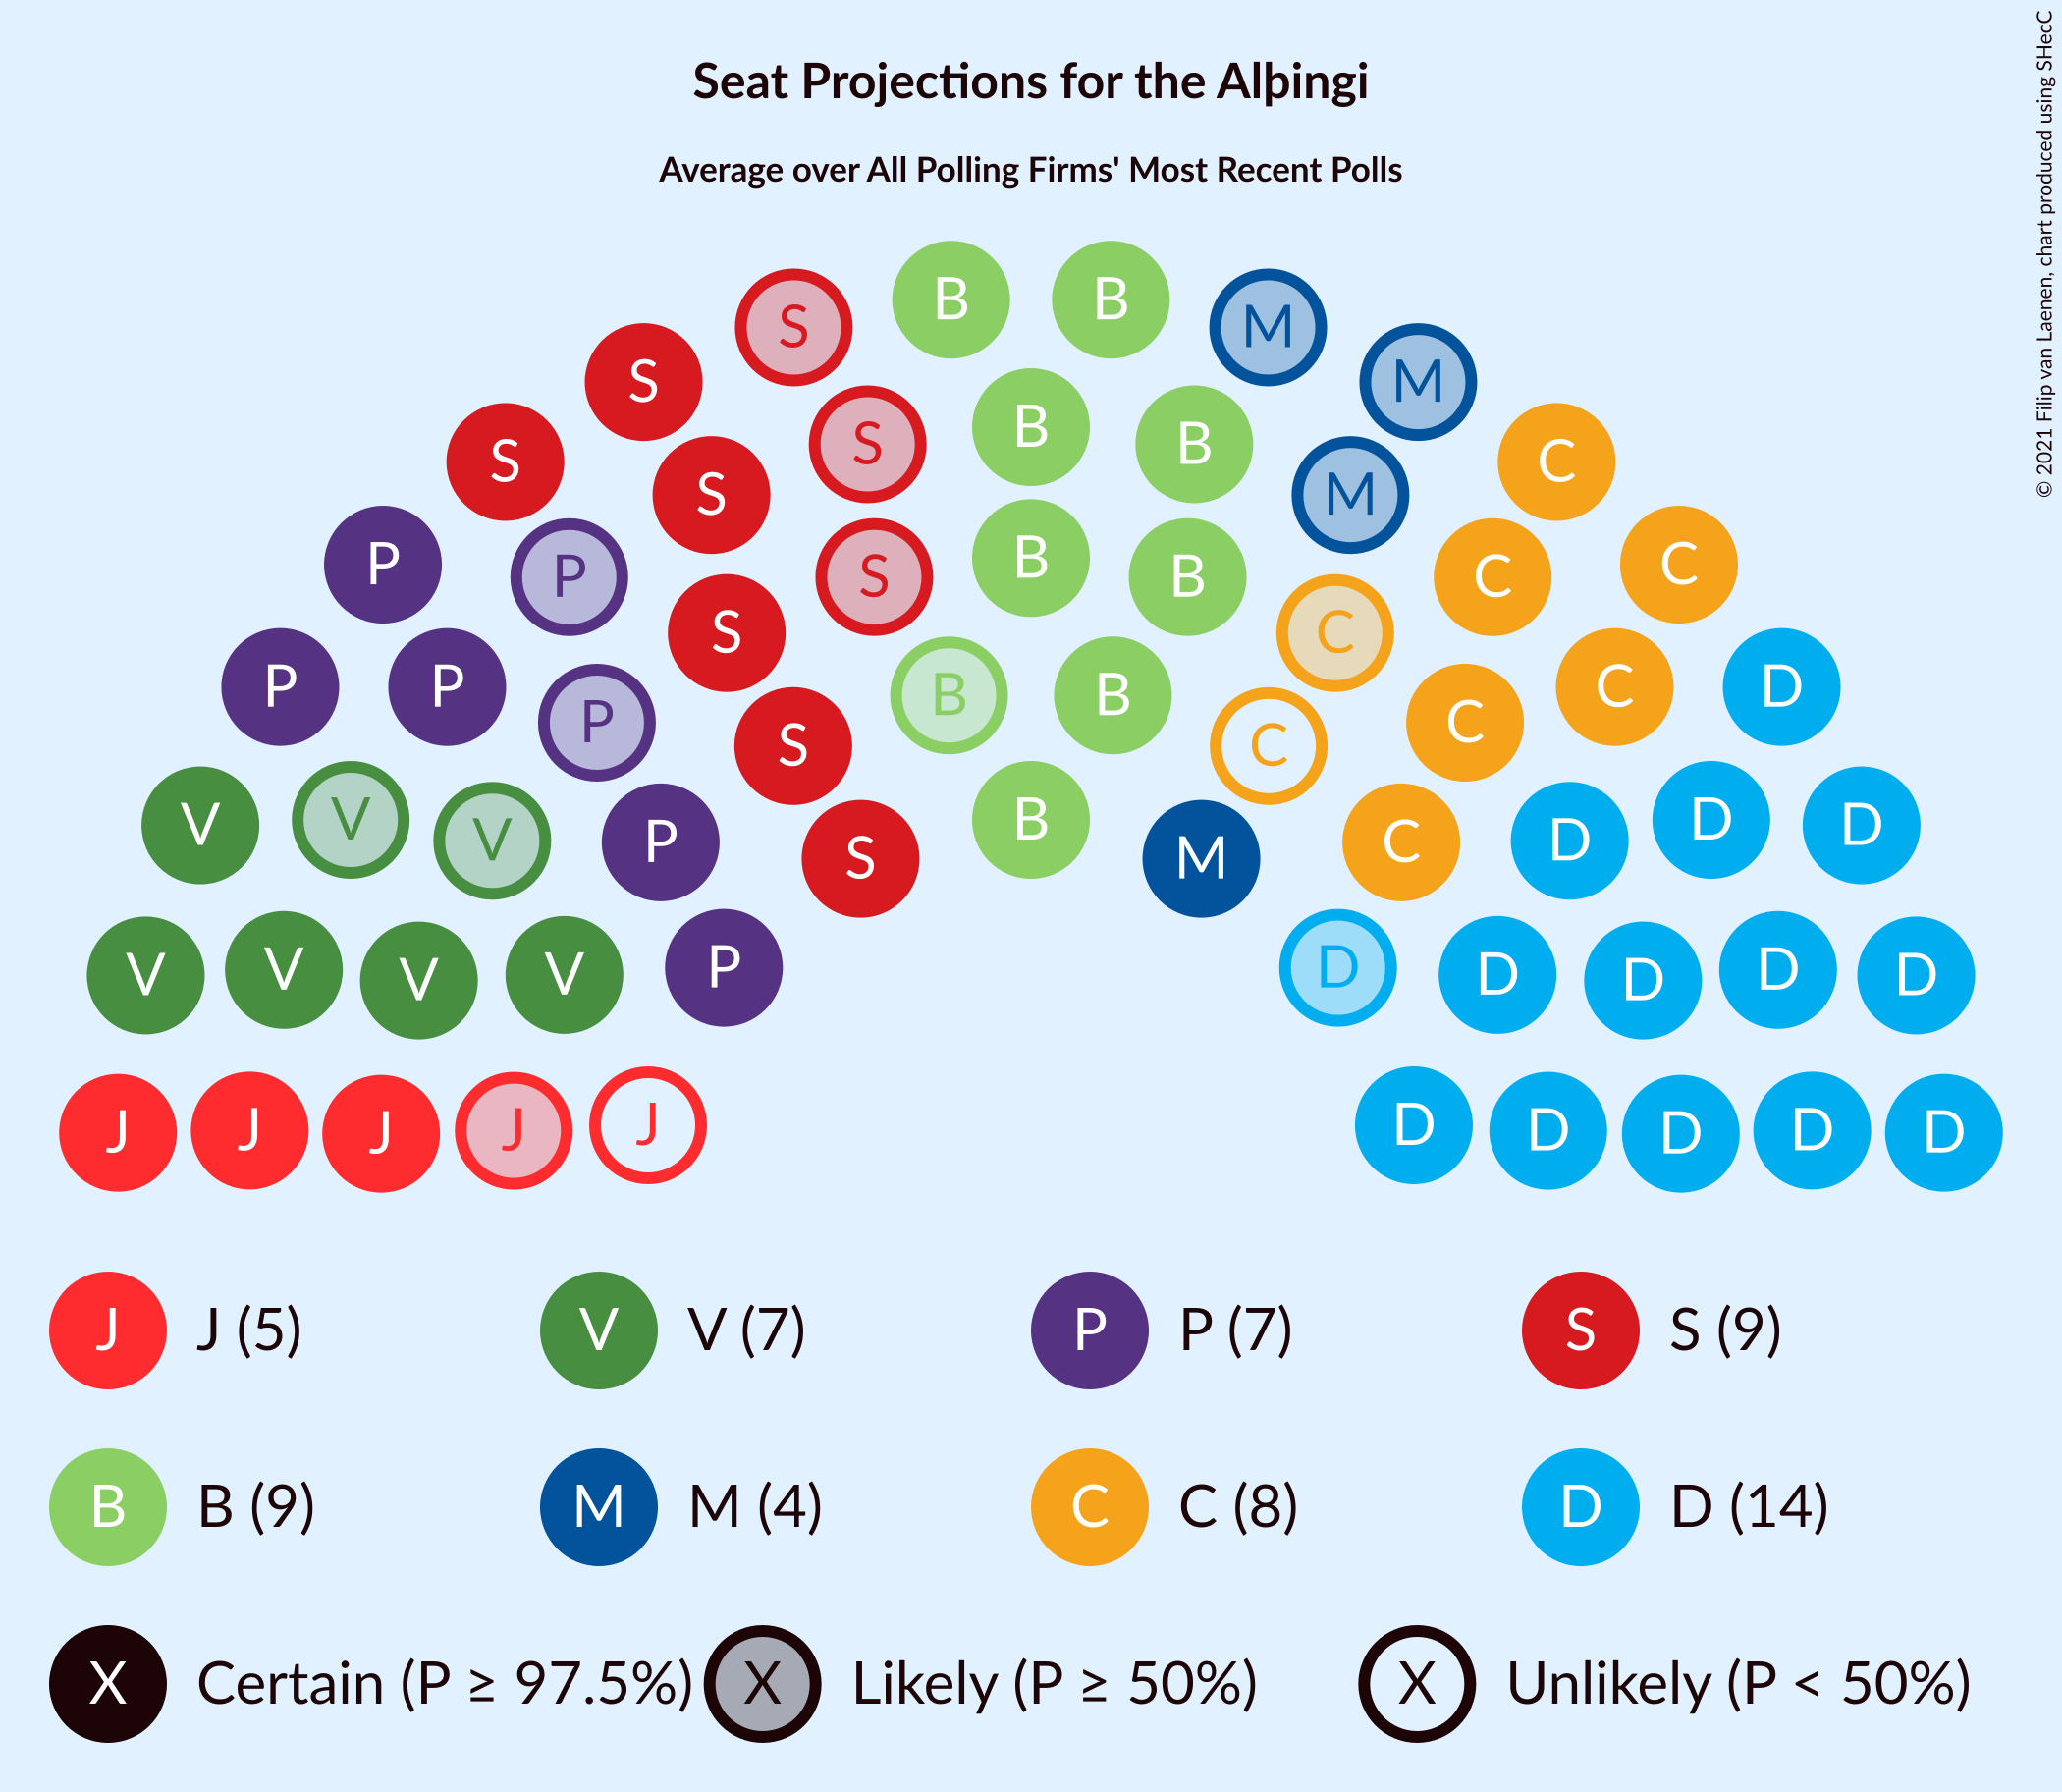 Seat Projections for the Alþingi
Average over All Polling Firms' Most Recent Polls
© 2021 Filip van Laenen, chart produced using SHecC
B B
S M
S M
B
S B C
S S M
B
P P S B C C
S C
P P B B C D
P C
S C
V V B D D
V P D
S M
P D
V V V V D D D D
J J J J J D D D D D
J J (5) V V (7) P P (7) S S (9)
B B (9) M M (4) C C (8) D D (14)
X Certain (P ≥ 97.5%) X Likely (P ≥ 50%) X Unlikely (P < 50%)